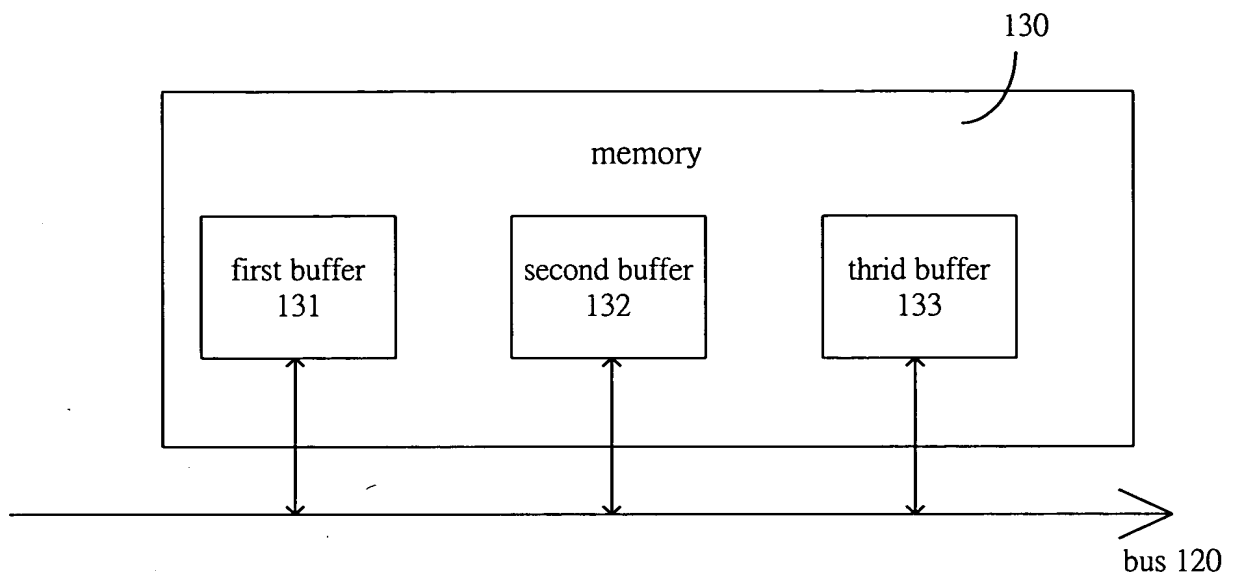 130
memory
first buffer
131
second buffer
132
thrid buffer
133
bus 120